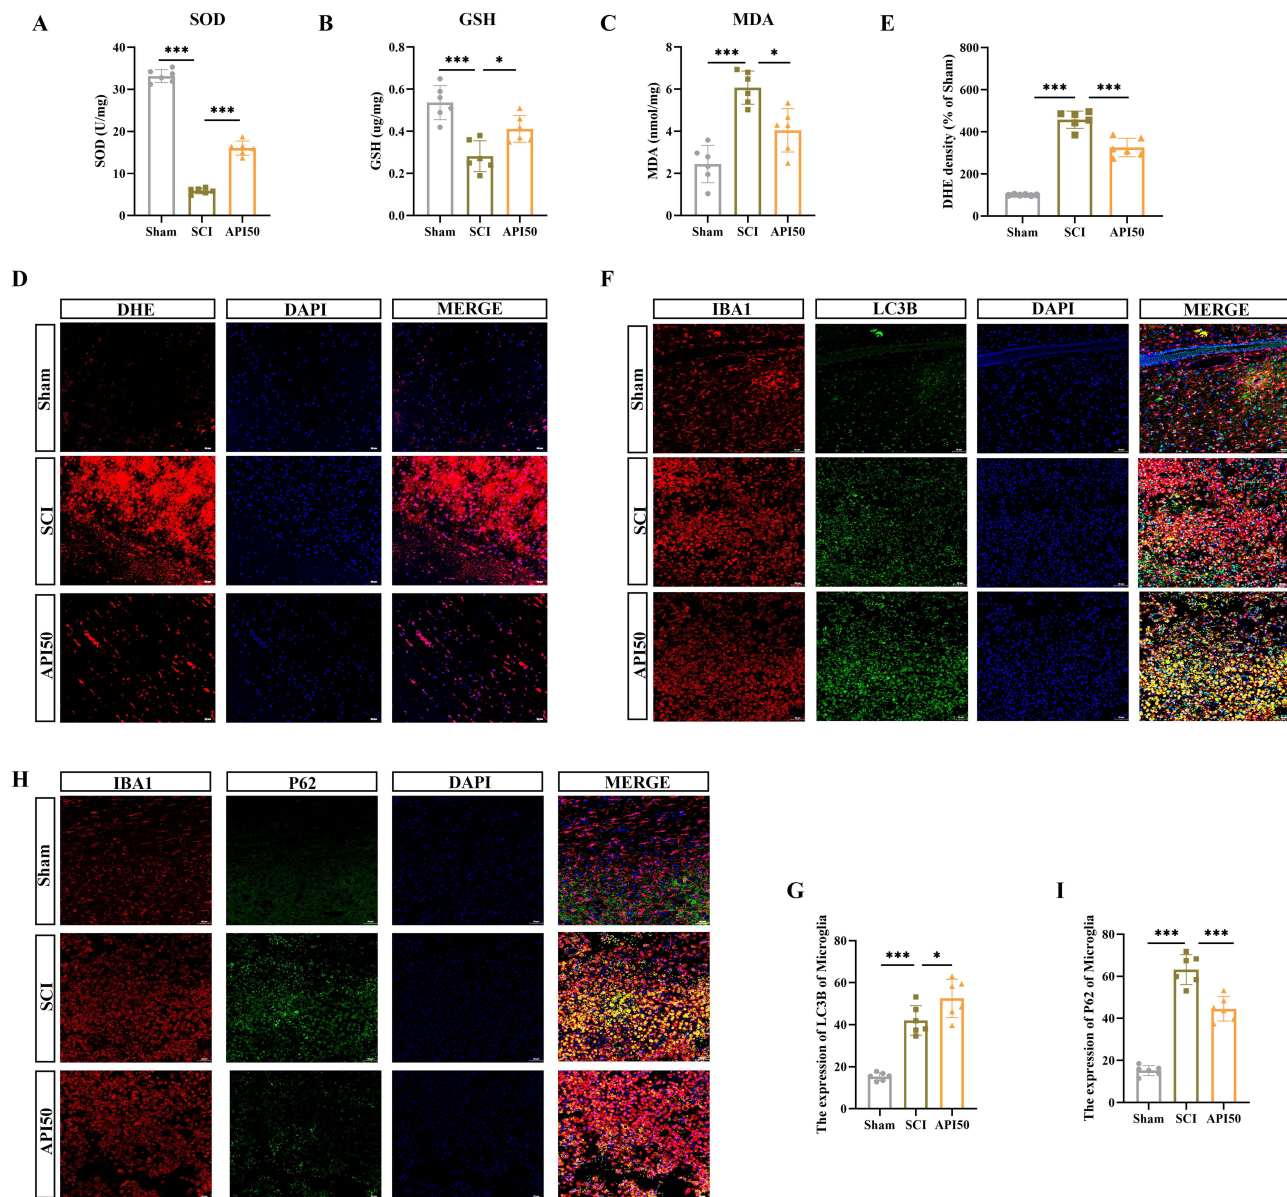 A
SOD
SOD (U/mg)
40
30
20
10
0
***
***
Sham
SCI
API50
B
GSH
GSH (ug/mg)
0.8
0.6
0.4
0.2
0.0
***
*
Sham
SCI
API50
C
MDA
MDA (nmol/mg)
8
6
4
2
0
***
*
Sham
SCI
API50
E
DHE density (% of Sham)
800
600
400
200
0
***
***
Sham
SCI
API50
D
DHE
DAPI
MERGE
Sham
SCI
API50
F
IBA1
LC3B
DAPI
MERGE
Sham
SCI
API50
H
IBA1
P62
DAPI
MERGE
Sham
SCI
API50
G
The expression of LC3B of Microglia
80
60
40
20
0
***
*
Sham
SCI
API50
I
The expression of P62 of Microglia
80
60
40
20
0
***
***
Sham
SCI
API50